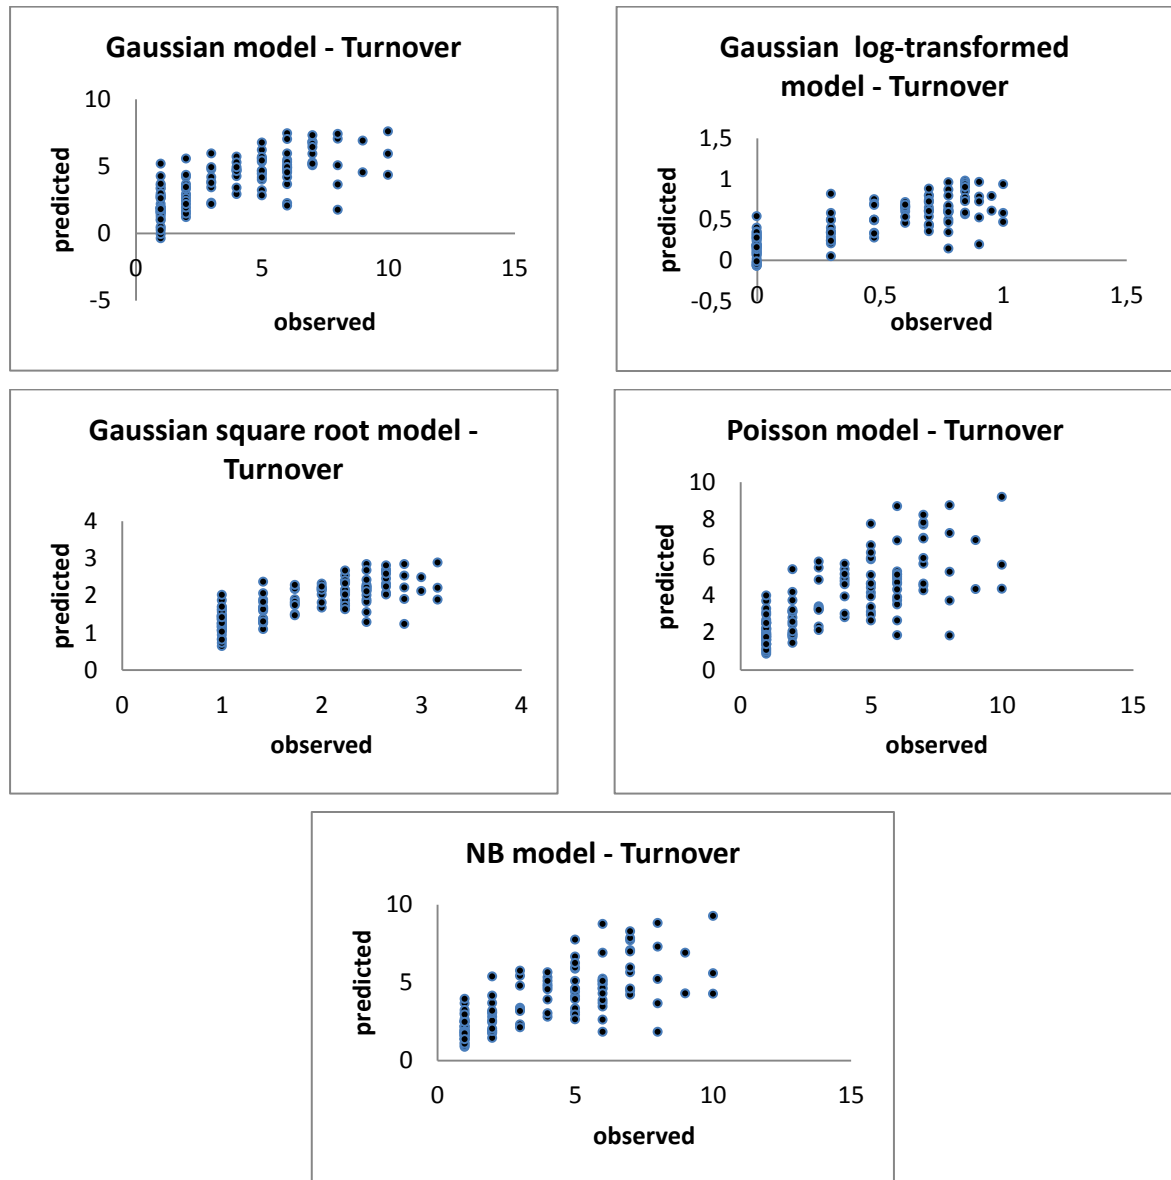 Gaussian model - Turnover
10
5
0
-5
0
5
10
15
predicted
observed
Gaussian log-transformed
model - Turnover
1,5
1
0,5
0
-0,5
0
0,5
1
1,5
predicted
observed
Gaussian square root model -
Turnover
4
3
2
1
0
0
1
2
3
4
predicted
observed
Poisson model - Turnover
10
8
6
4
2
0
0
5
10
15
predicted
observed
NB model - Turnover
10
5
0
0
5
10
15
predicted
observed